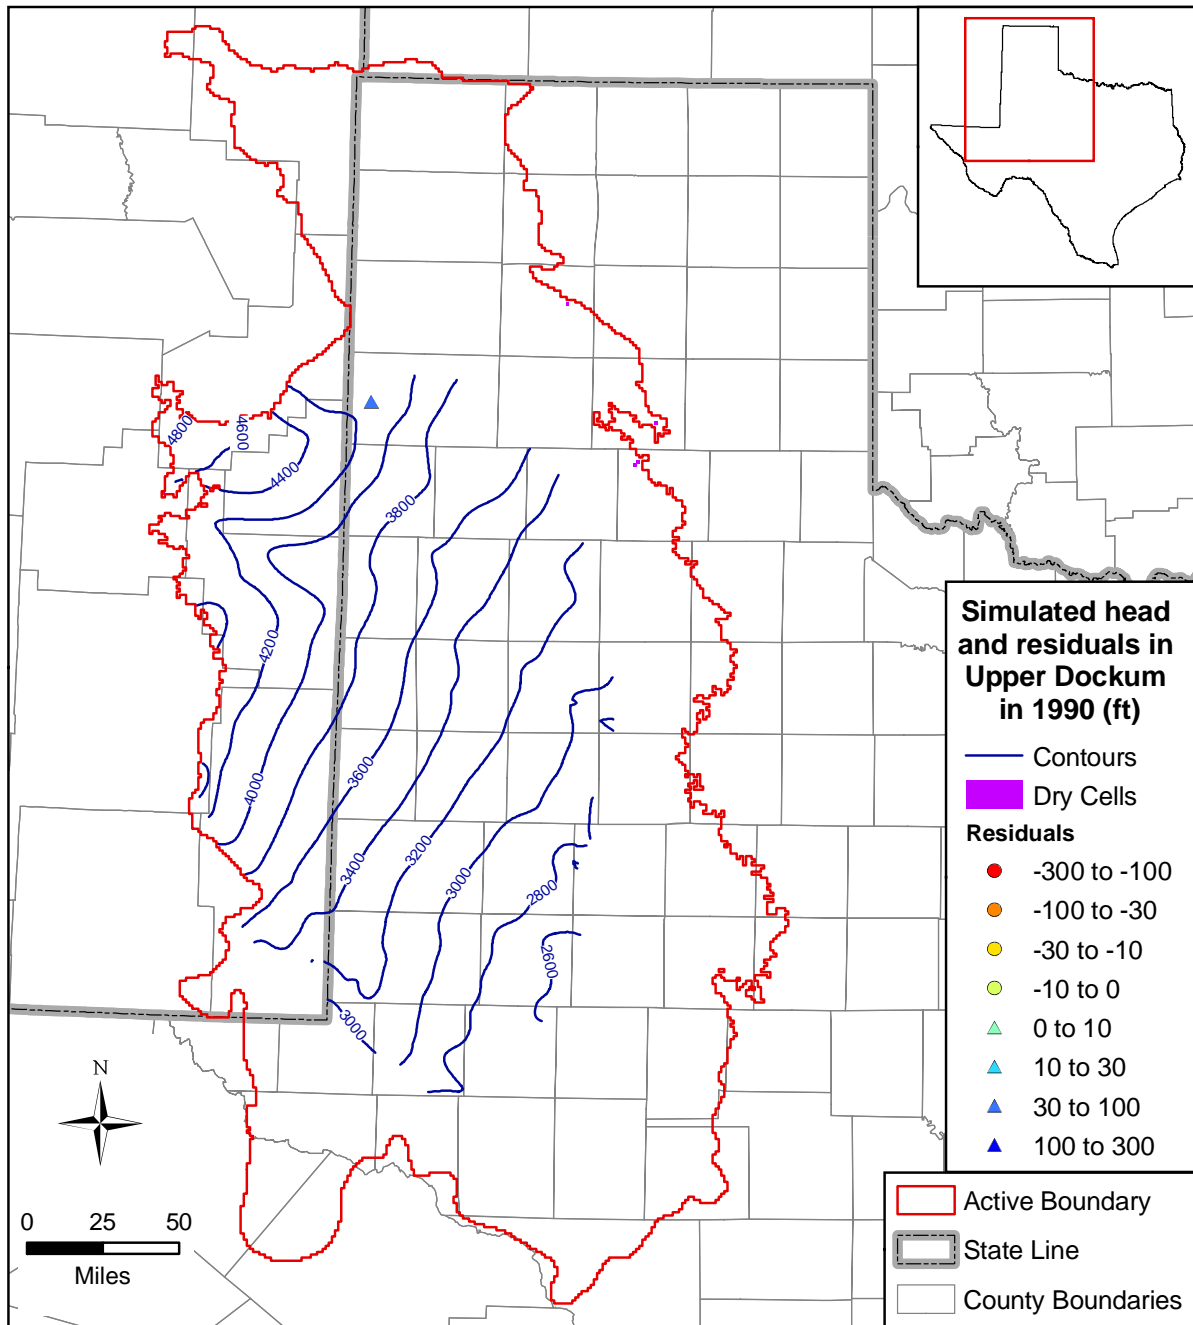 4800
4600
4400
3800
4200
4000
3600
3400
3200
3000
2800
2600
3000
Simulated head
and residuals in
Upper Dockum
in 1990 (ft)
Contours
Dry Cells
Residuals
-300 to -100
-100 to -30
-30 to -10
-10 to 0
0 to 10
10 to 30
30 to 100
100 to 300
N
0 25 50
Miles
Active Boundary
State Line
County Boundaries